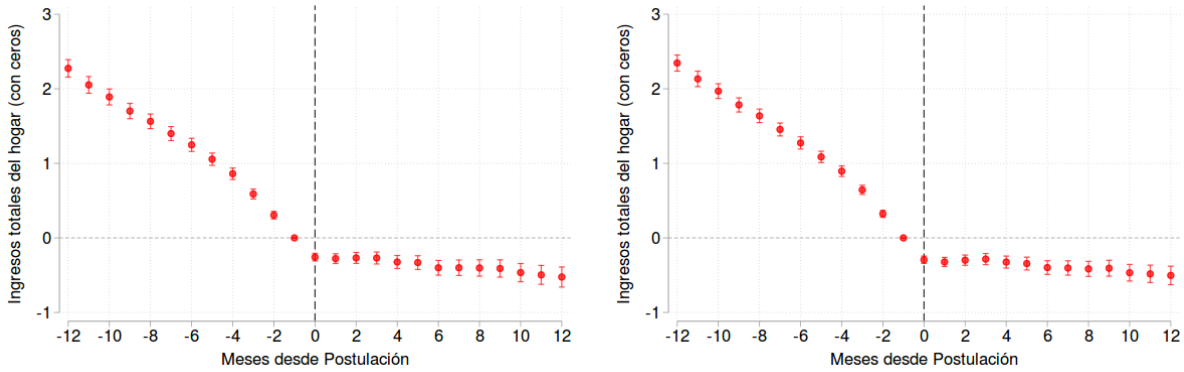 Ingresos totales del hogar (con ceros)
3
2
1
0
-1
-12 -10 -8 -6 -4 -2 0 2 4 6 8 10 12
Meses desde Postulación
Ingresos totales del hogar (con ceros)
3
2
1
0
-1
-12 -10 -8 -6 -4 -2 0 2 4 6 8 10 12
Meses desde Postulación